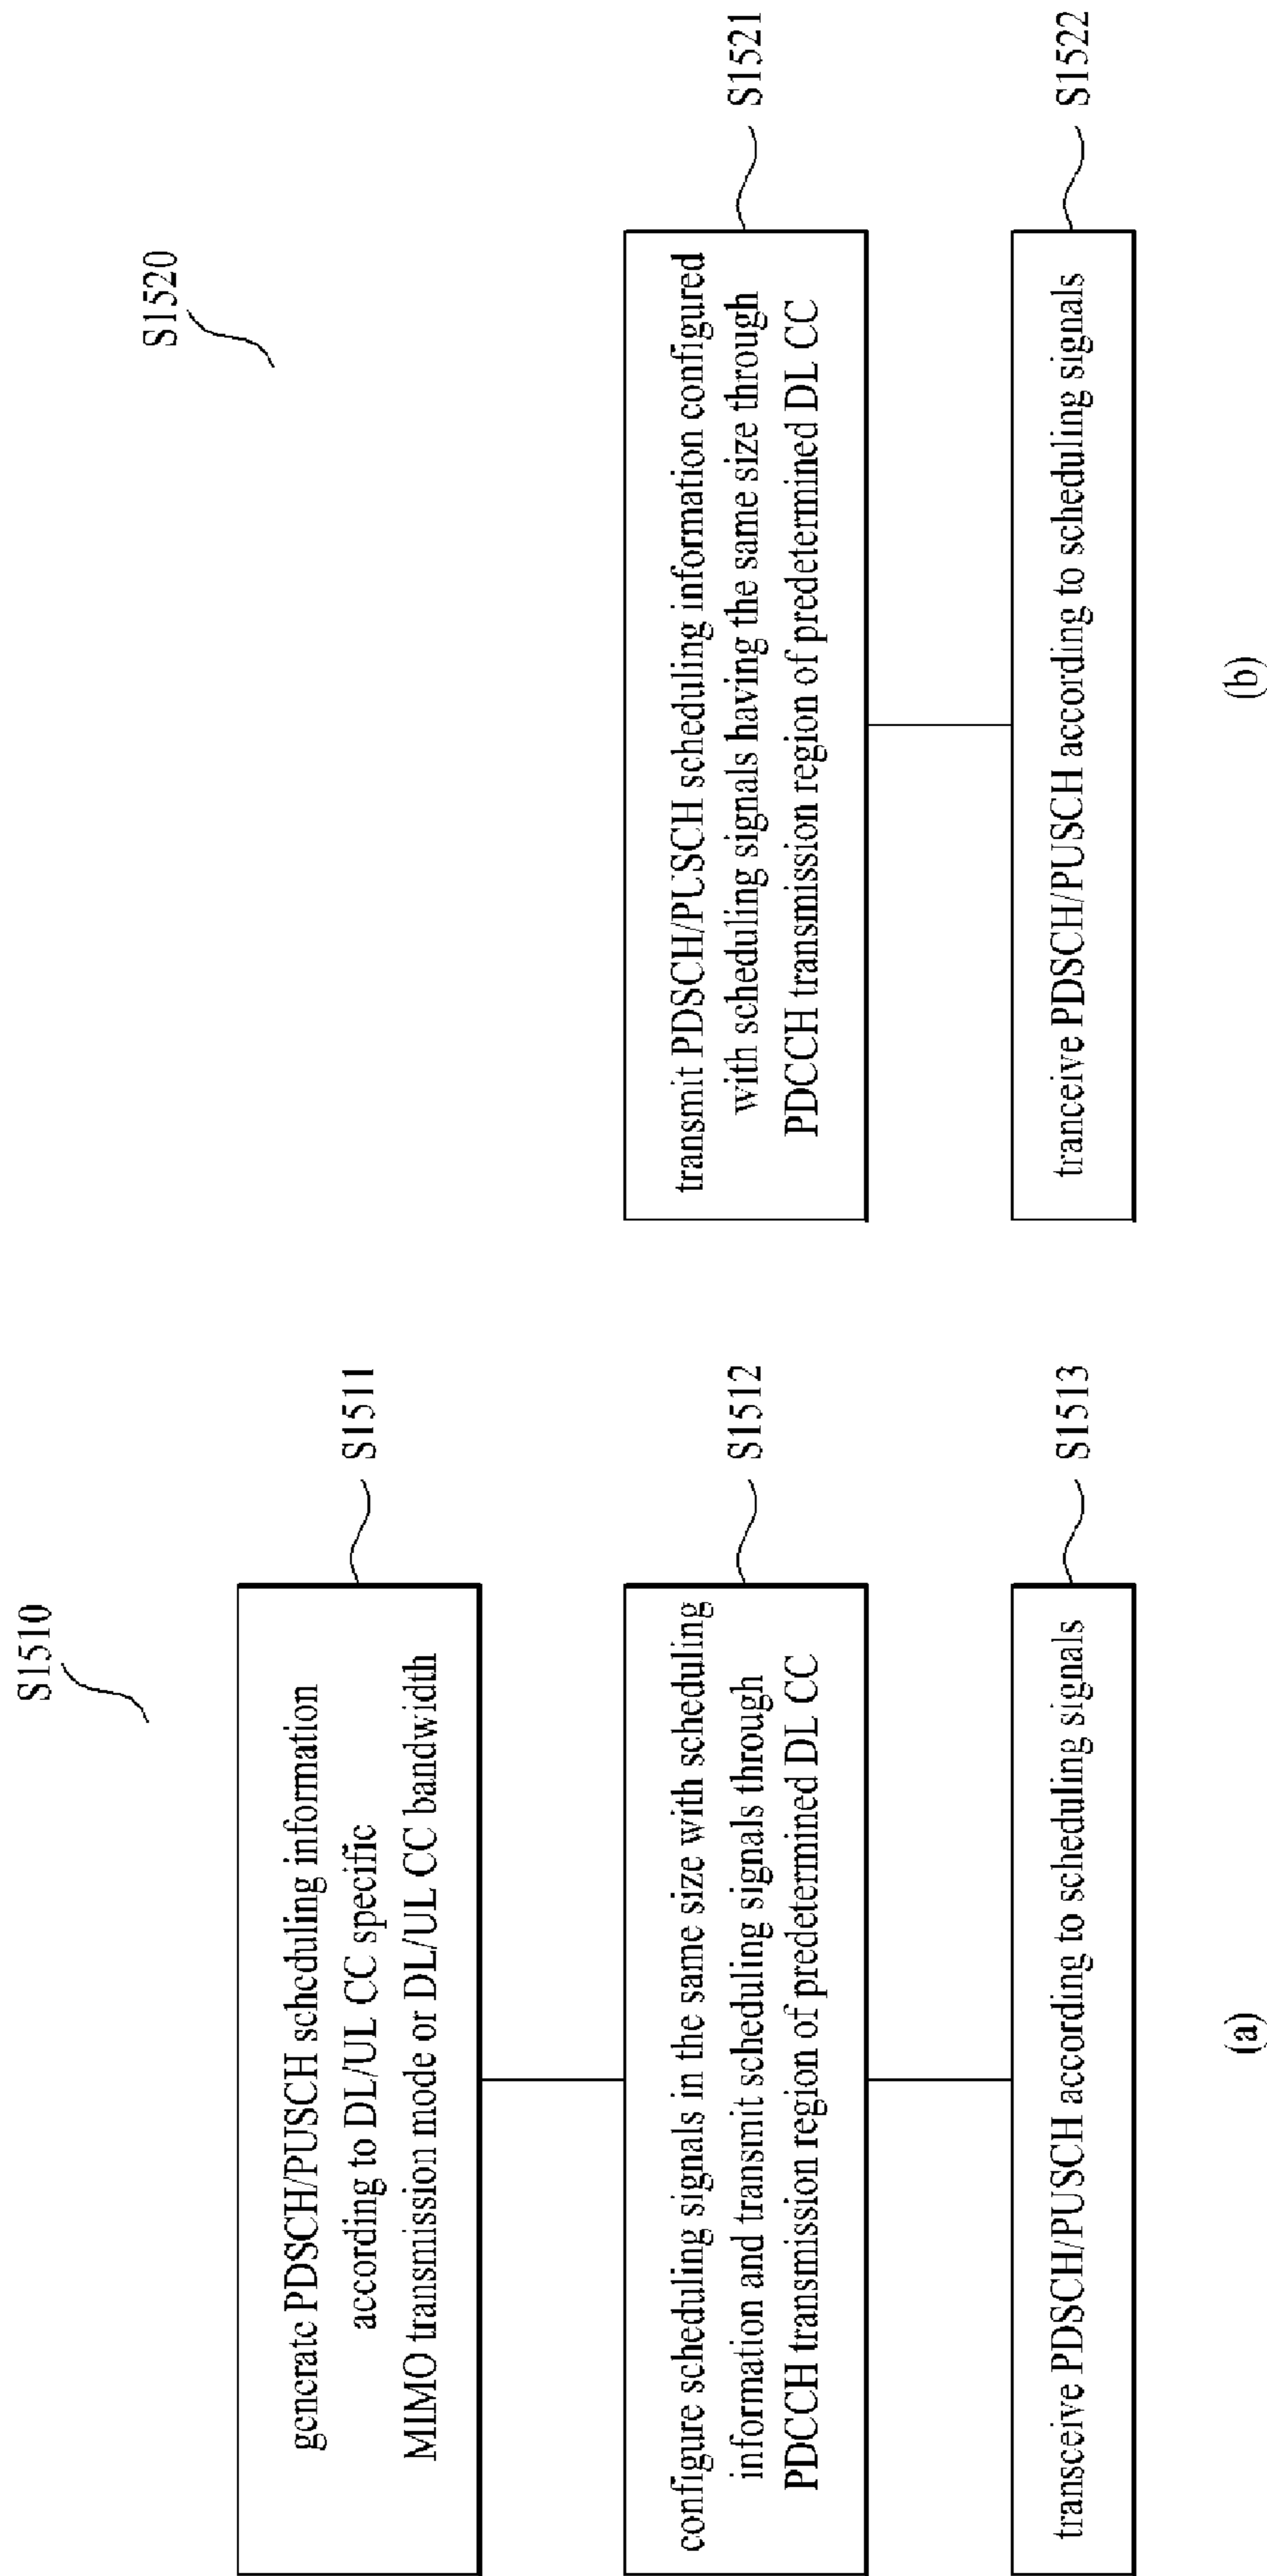 S1510
generate PDSCH/PUSCH scheduling information
according to DL/UL CC specific
MIMO transmission mode or DL/UL CC bandwidth
S1511
configure scheduling signals in the same size with scheduling
information and transmit scheduling signals through
PDCCH transmission region of predetermined DL CC
S1512
transceive PDSCH/PUSCH according to scheduling signals
S1513
(a)
S1520
transmit PDSCH/PUSCH scheduling information configured
with scheduling signals having the same size through
PDCCH transmission region of predetermined DL CC
S1521
tranceive PDSCH/PUSCH according to scheduling signals
S1522
(b)